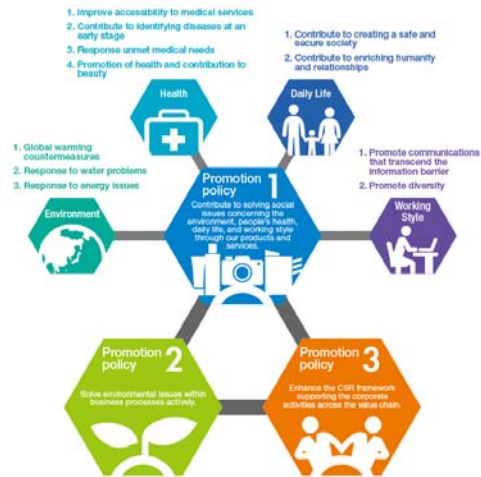 1. Improve accessibility to medical services
2. Contribute to identifying diseases at an
early stage
3. Response unmet medical needs
4. Promotion of health and contribution to
beauty
Health
1. Contribute to creating a safe and
secure society
2. Contribute to enriching humanity
and relationships
Daily Life
1. Global warming
countermeasures
2. Response to water problems
3. Response to energy issues
Environment
1. Promote communications
that transcend the
information barrier
2. Promote diversity
Working
Style
Promotion
policy 1
Contribute to solving social
issues concerning the
environment, people's health,
daily life, and working style
through our products and
services.
Promotion
policy 2
Solve environmental issues within
business processes actively.
Promotion
policy 3
Enhance the CSR framework
supporting the corporate
activities across the value chain.